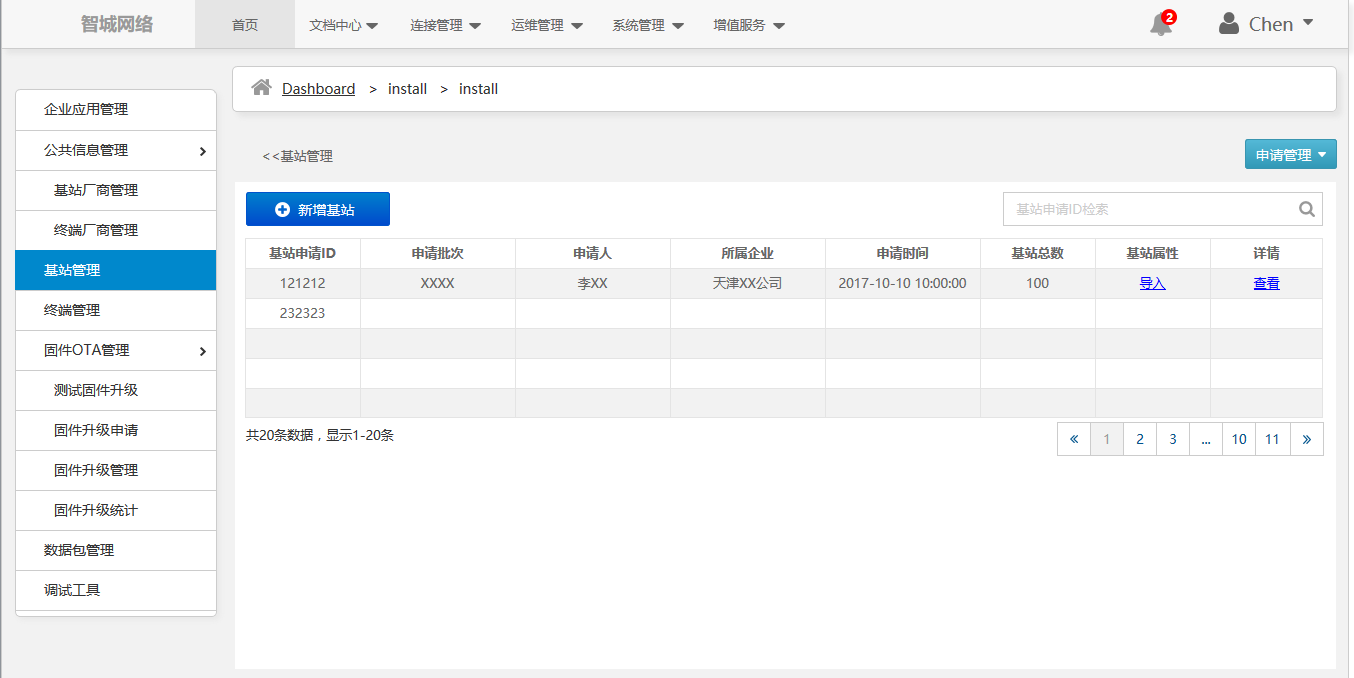 智城网络 首页 文档中心 连接管理 运维管理 系统管理 增值服务 2 Chen
Dashboard > install > install
企业应用管理
公共信息管理
基站厂商管理
终端厂商管理
基站管理
终端管理
固件OTA管理
测试固件升级
固件升级申请
固件升级管理
固件升级统计
数据包管理
调试工具
<<基站管理 申请管理
新增基站 基站申请ID检索
基站申请ID 申请批次 申请人 所属企业 申请时间 基站总数 基站属性 详情
121212 XXXX 李XX 天津XX公司 2017-10-10 10:00:00 100 导入 查看
232323
共20条数据，显示1-20条 « 1 2 3 ... 10 11 »